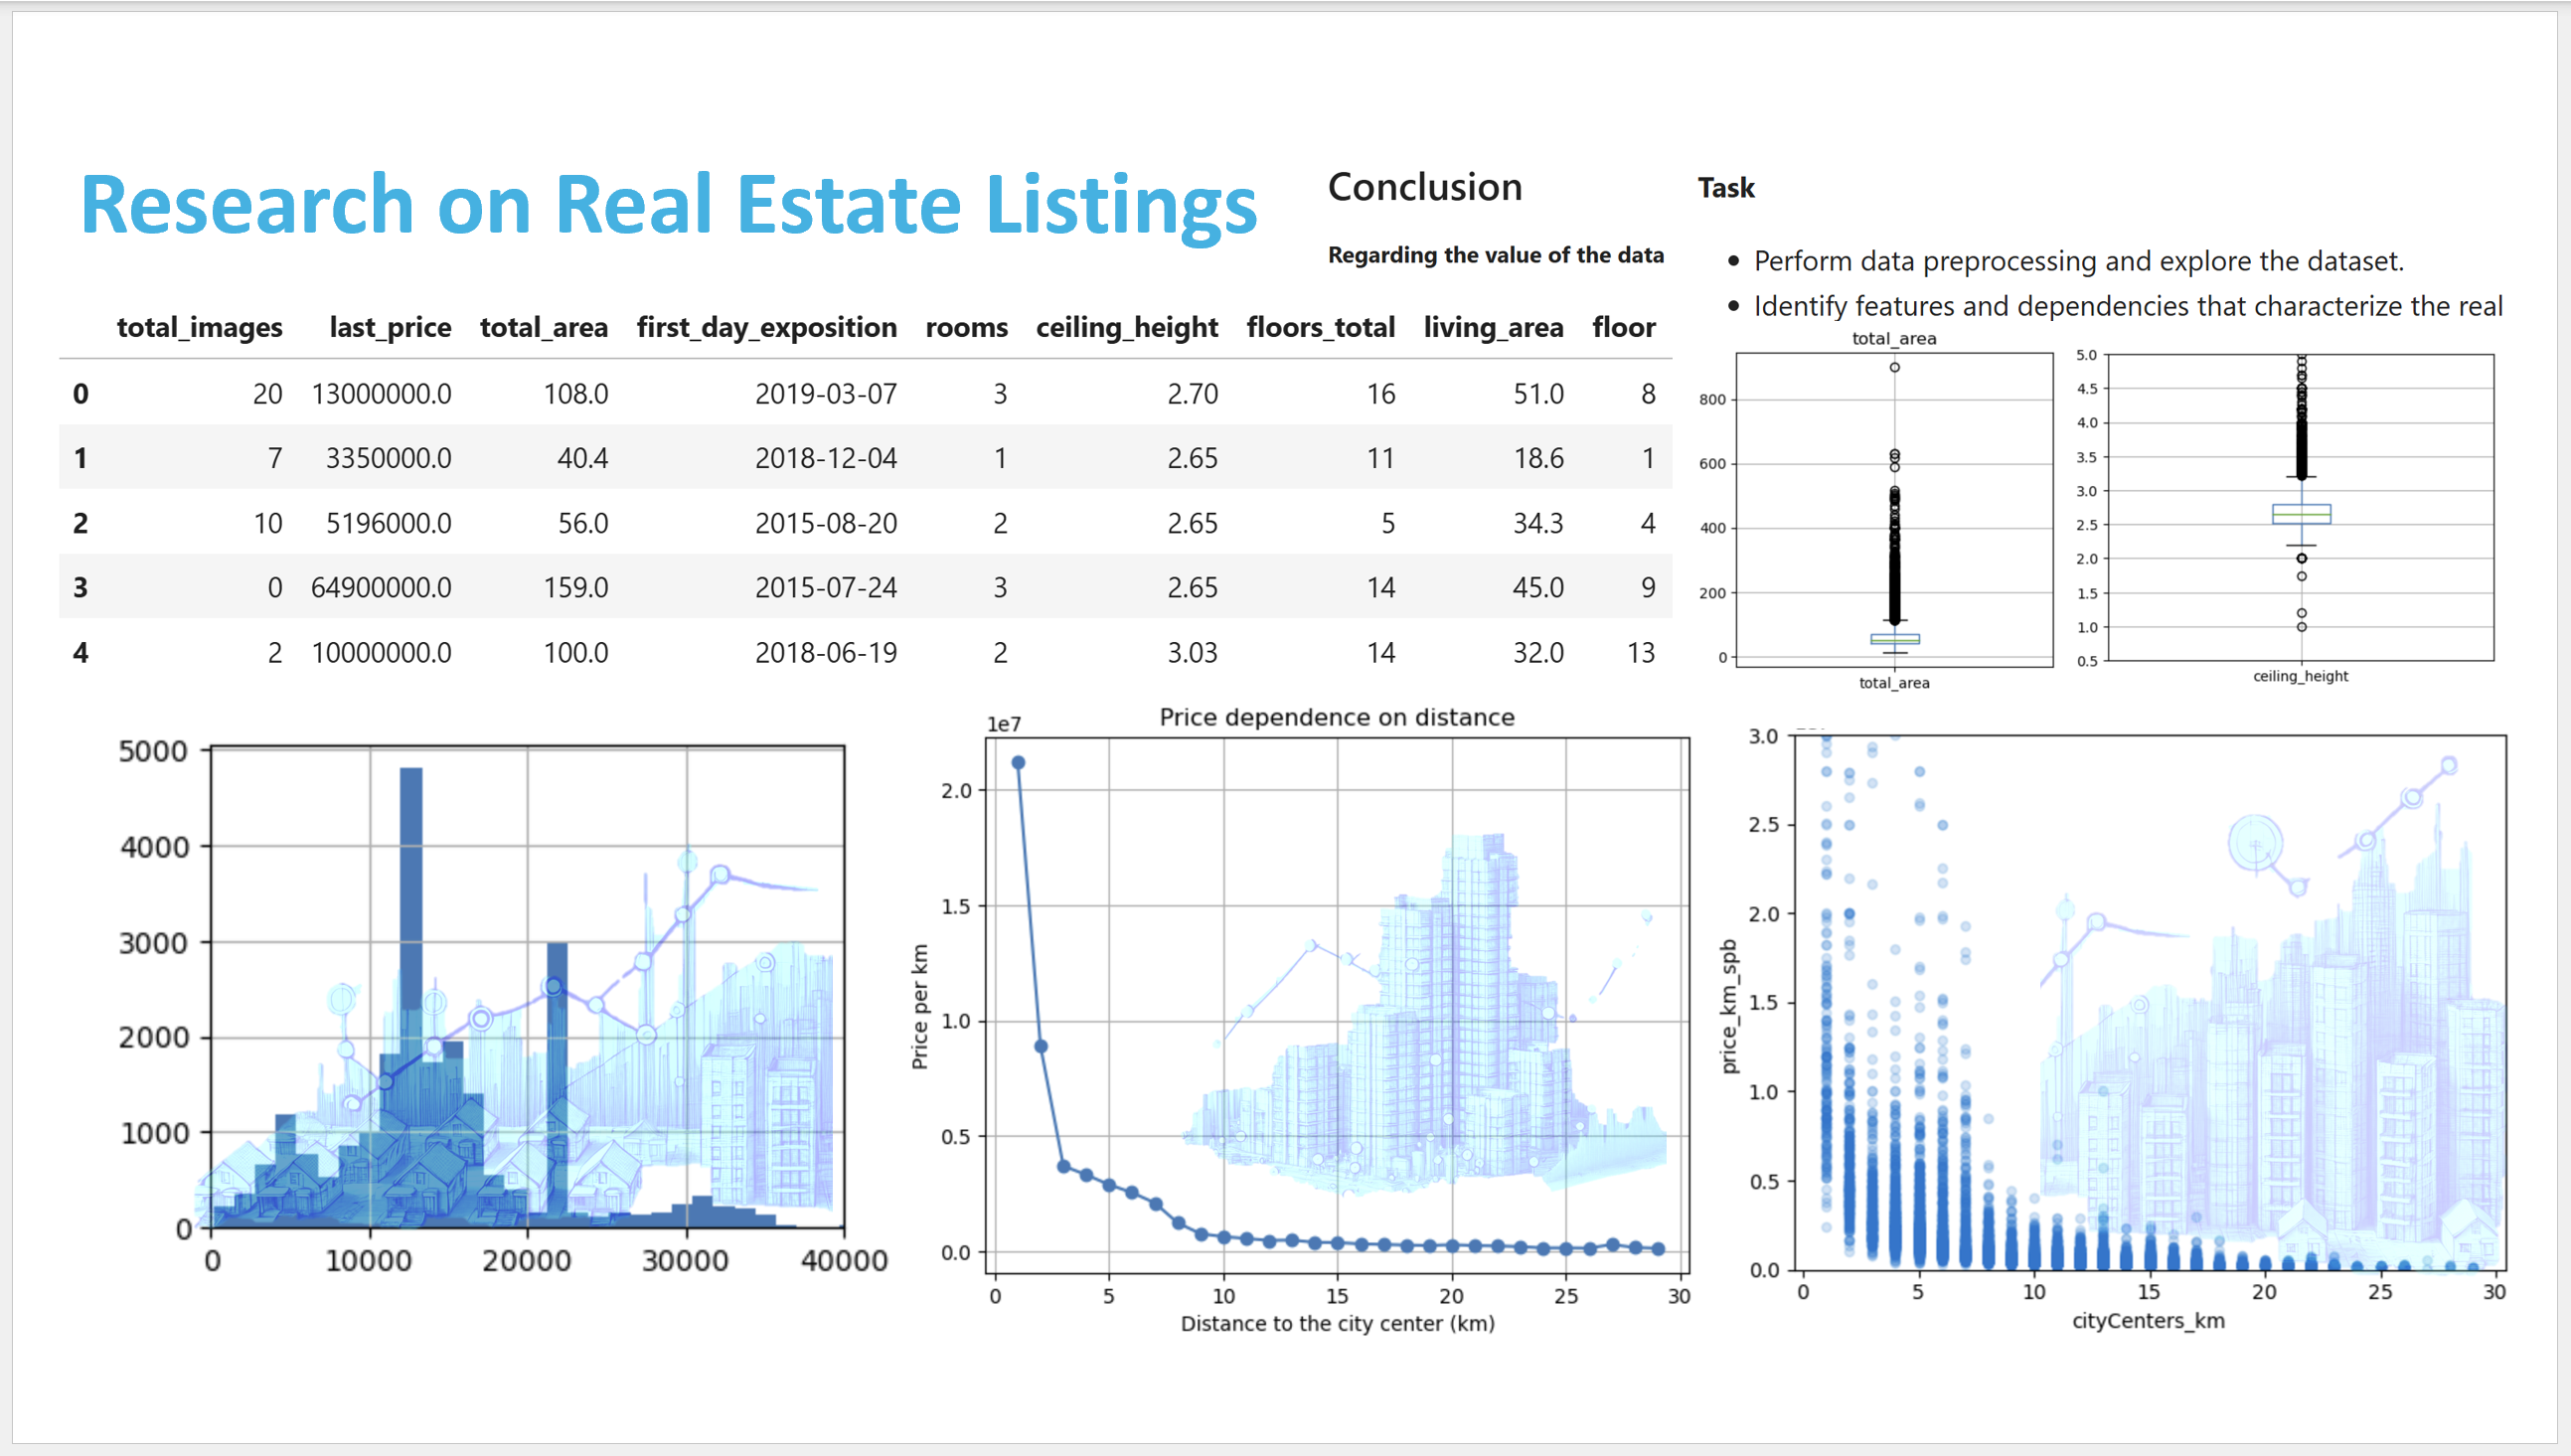 Research on Real Estate Listings
Conclusion
Regarding the value of the data
Task
• Perform data preprocessing and explore the dataset.
• Identify features and dependencies that characterize the real
total_images last_price total_area first_day_exposition rooms ceiling_height floors_total living_area floor
0 20 13000000.0 108.0 2019-03-07 3 2.70 16 51.0 8
1 7 3350000.0 40.4 2018-12-04 1 2.65 11 18.6 1
2 10 5196000.0 56.0 2015-08-20 2 2.65 5 34.3 4
3 0 64900000.0 159.0 2015-07-24 3 2.65 14 45.0 9
4 2 10000000.0 100.0 2018-06-19 2 3.03 14 32.0 13
total_area
800
600
400
200
0
total_area
5.0
4.5
4.0
3.5
3.0
2.5
2.0
1.5
1.0
0.5
ceiling_height
5000
4000
3000
2000
1000
0
0 10000 20000 30000 40000
Price dependence on distance
1e7
2.0
1.5
1.0
0.5
0.0
Price per km
0 5 10 15 20 25 30
Distance to the city center (km)
3.0
2.5
2.0
1.5
1.0
0.5
0.0
price_km_spb
0 5 10 15 20 25 30
cityCenters_km